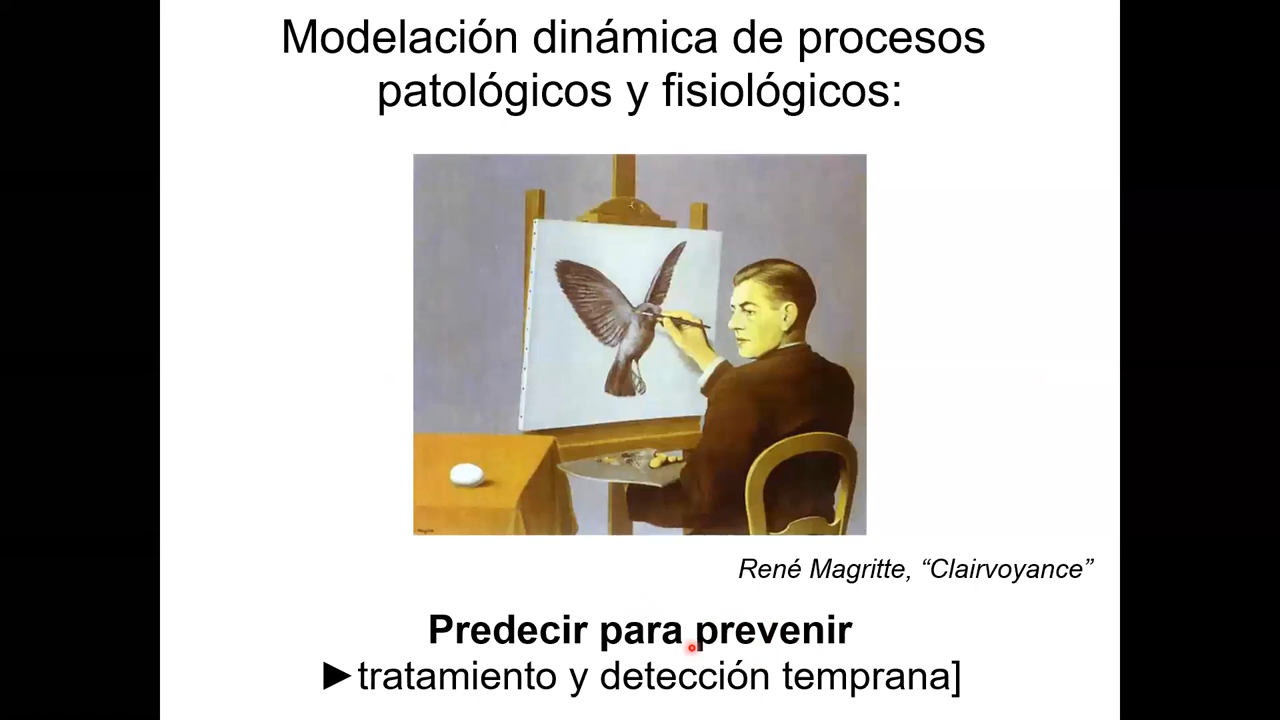 Modelación dinámica de procesos
patológicos y fisiológicos:
René Magritte, “Clairvoyance”
Predecir para prevenir
►tratamiento y detección temprana]